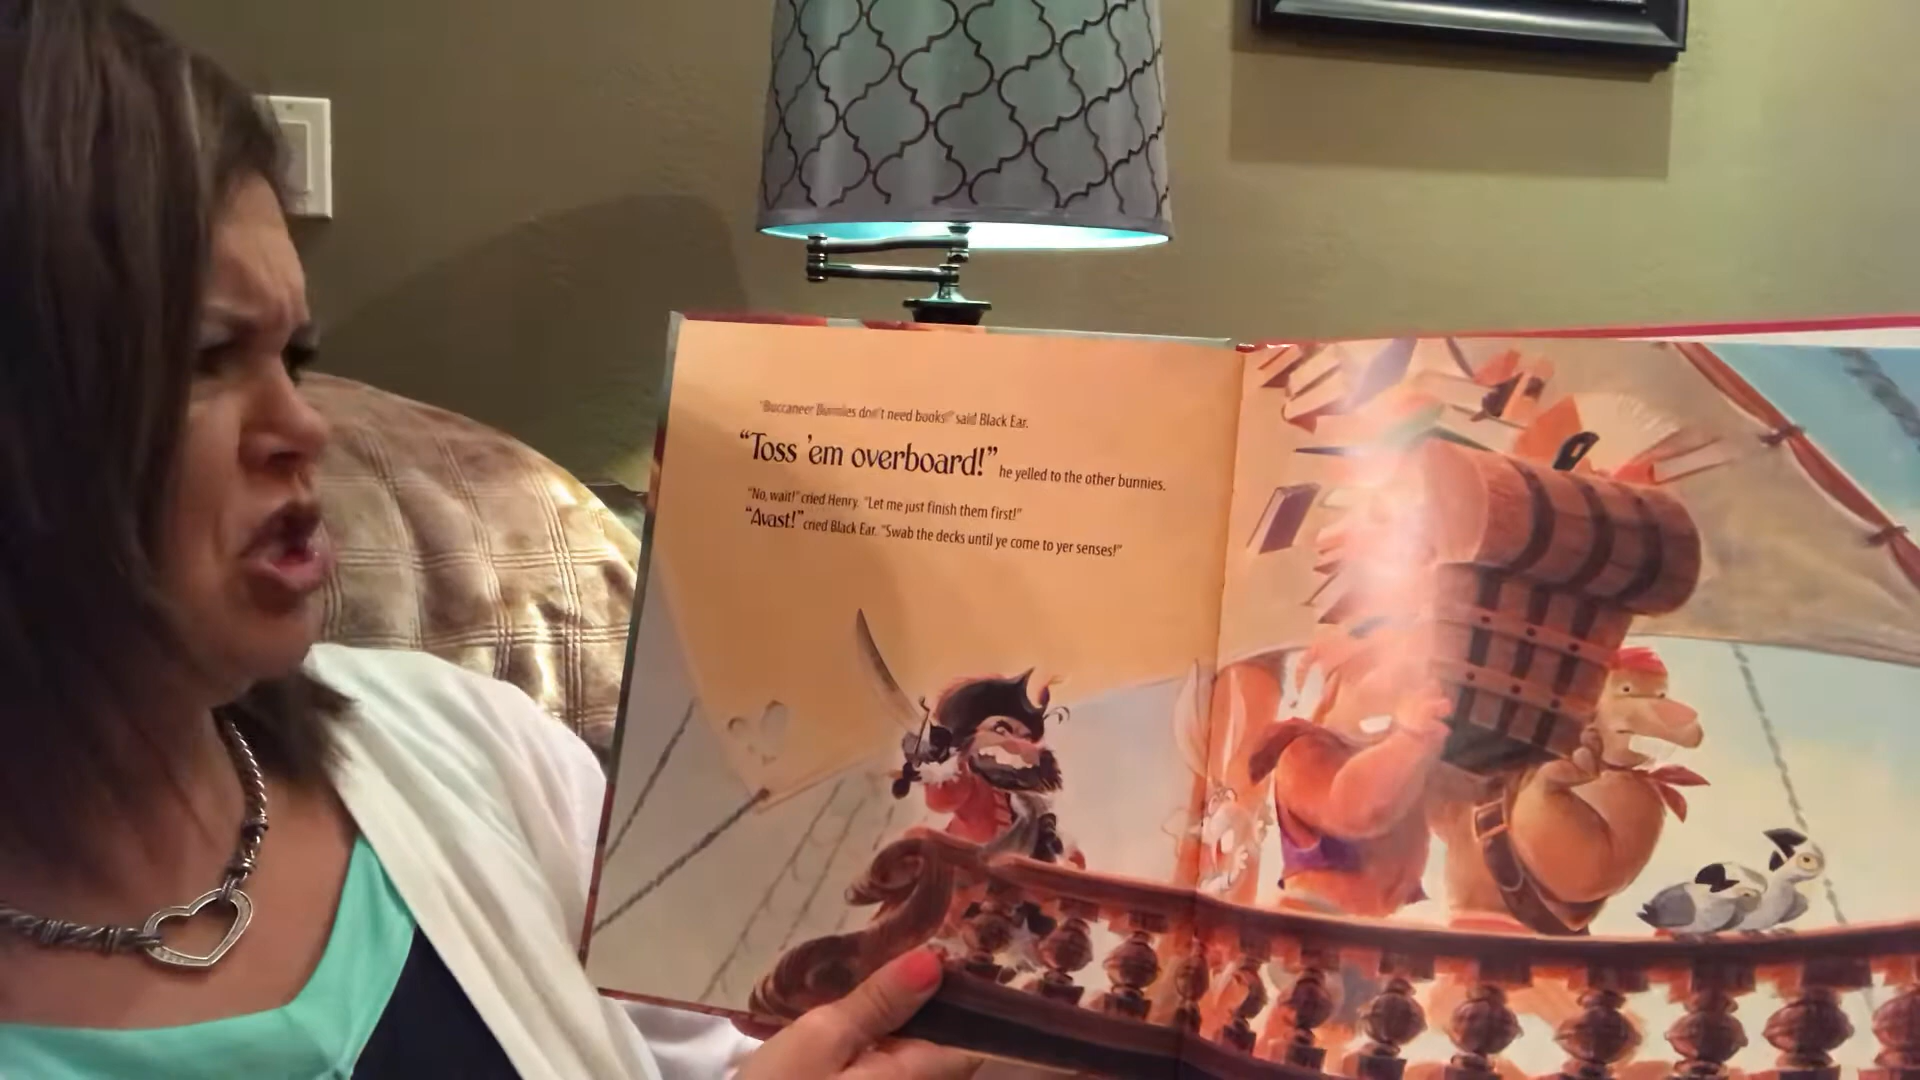 "Buccaneer Bunnies don't need books" said Black Ear.
"Toss 'em overboard!" he yelled to the other bunnies.
"No, wait!" cried Henry. "Let me just finish them first!"
"Avast!" cried Black Ear. "Swab the decks until ye come to yer senses!"